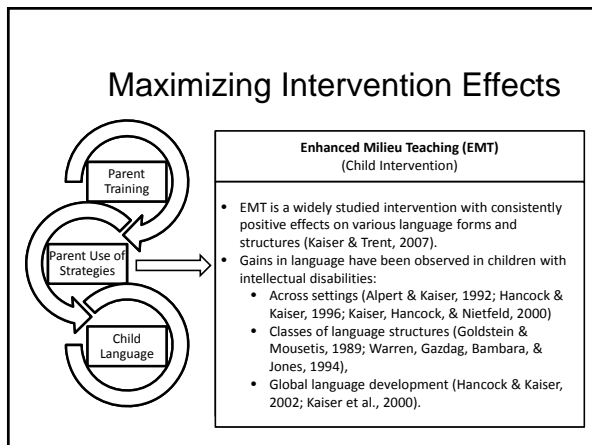 Maximizing Intervention Effects
Parent
Training
Parent Use of
Strategies
Child
Language
Enhanced Milieu Teaching (EMT)
(Child Intervention)
• EMT is a widely studied intervention with consistently
positive effects on various language forms and
structures (Kaiser & Trent, 2007).
• Gains in language have been observed in children with
intellectual disabilities:
• Across settings (Alpert & Kaiser, 1992; Hancock &
Kaiser, 1996; Kaiser, Hancock, & Nietfeld, 2000)
• Classes of language structures (Goldstein &
Mousetis, 1989; Warren, Gazdag, Bambara, &
Jones, 1994),
• Global language development (Hancock & Kaiser,
2002; Kaiser et al., 2000).